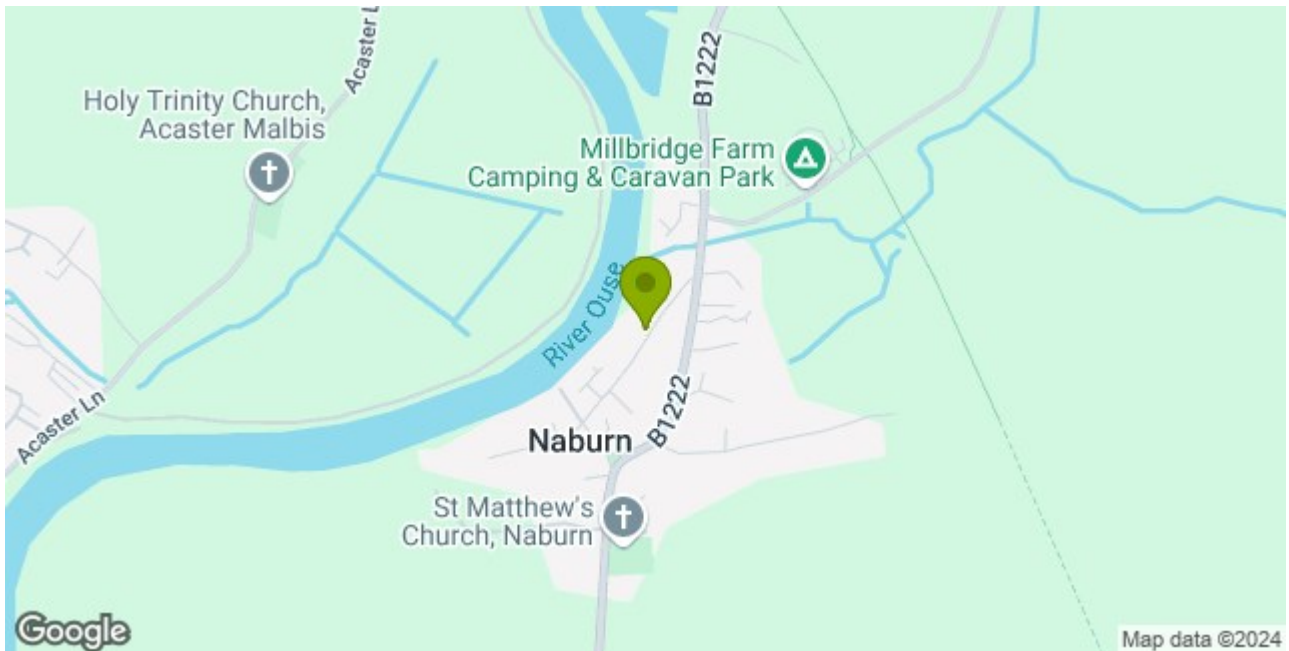 Acaster L
B1222
Holy Trinity Church,
Acaster Malbis
Millbridge Farm
Camping & Caravan Park
River Ouse
Acaster Ln
Naburn
B1222
St Matthew's
Church, Naburn
Google
Map data ©2024